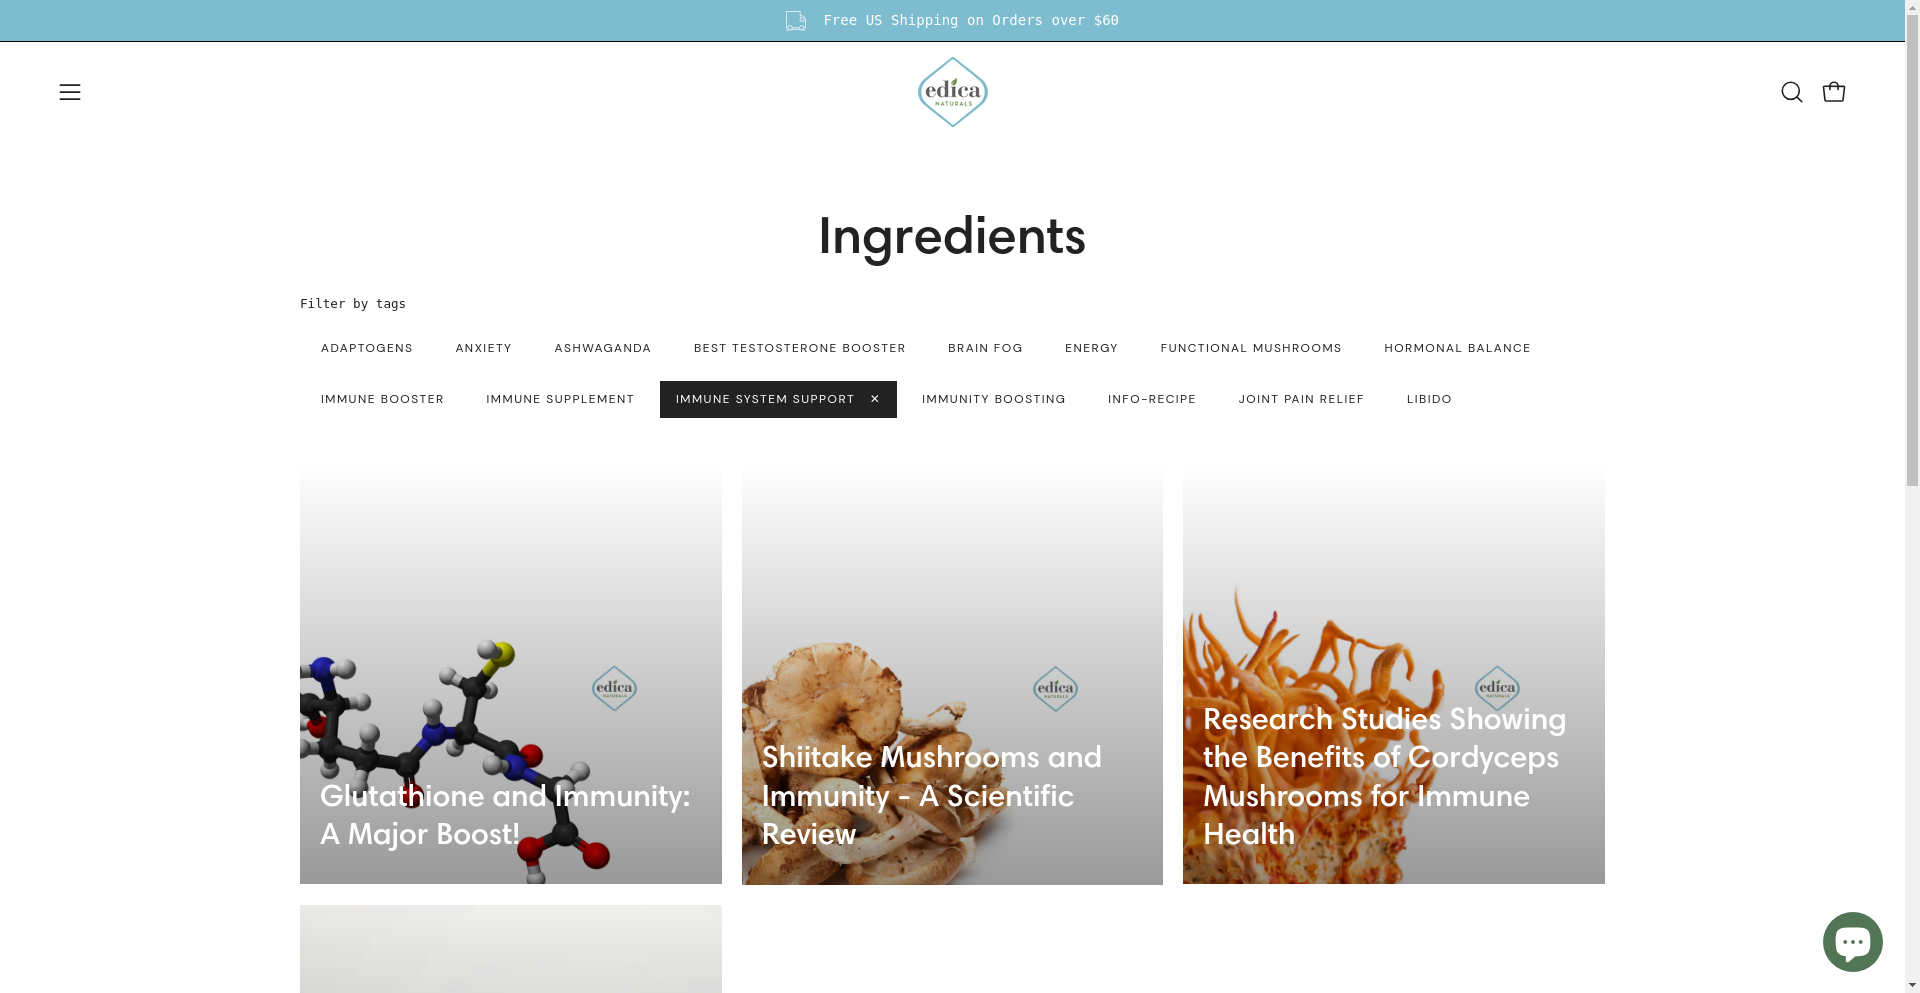 Free US Shipping on Orders over $60
edica
NATURALS
Ingredients
Filter by tags
ADAPTOGENS ANXIETY ASHWAGANDA BEST TESTOSTERONE BOOSTER BRAIN FOG ENERGY FUNCTIONAL MUSHROOMS HORMONAL BALANCE
IMMUNE BOOSTER IMMUNE SUPPLEMENT IMMUNE SYSTEM SUPPORT × IMMUNITY BOOSTING INFO-RECIPE JOINT PAIN RELIEF LIBIDO
edica
NATURALS
Glutathione and Immunity:
A Major Boost!
edica
NATURALS
Shiitake Mushrooms and
Immunity - A Scientific
Review
edica
NATURALS
Research Studies Showing
the Benefits of Cordyceps
Mushrooms for Immune
Health